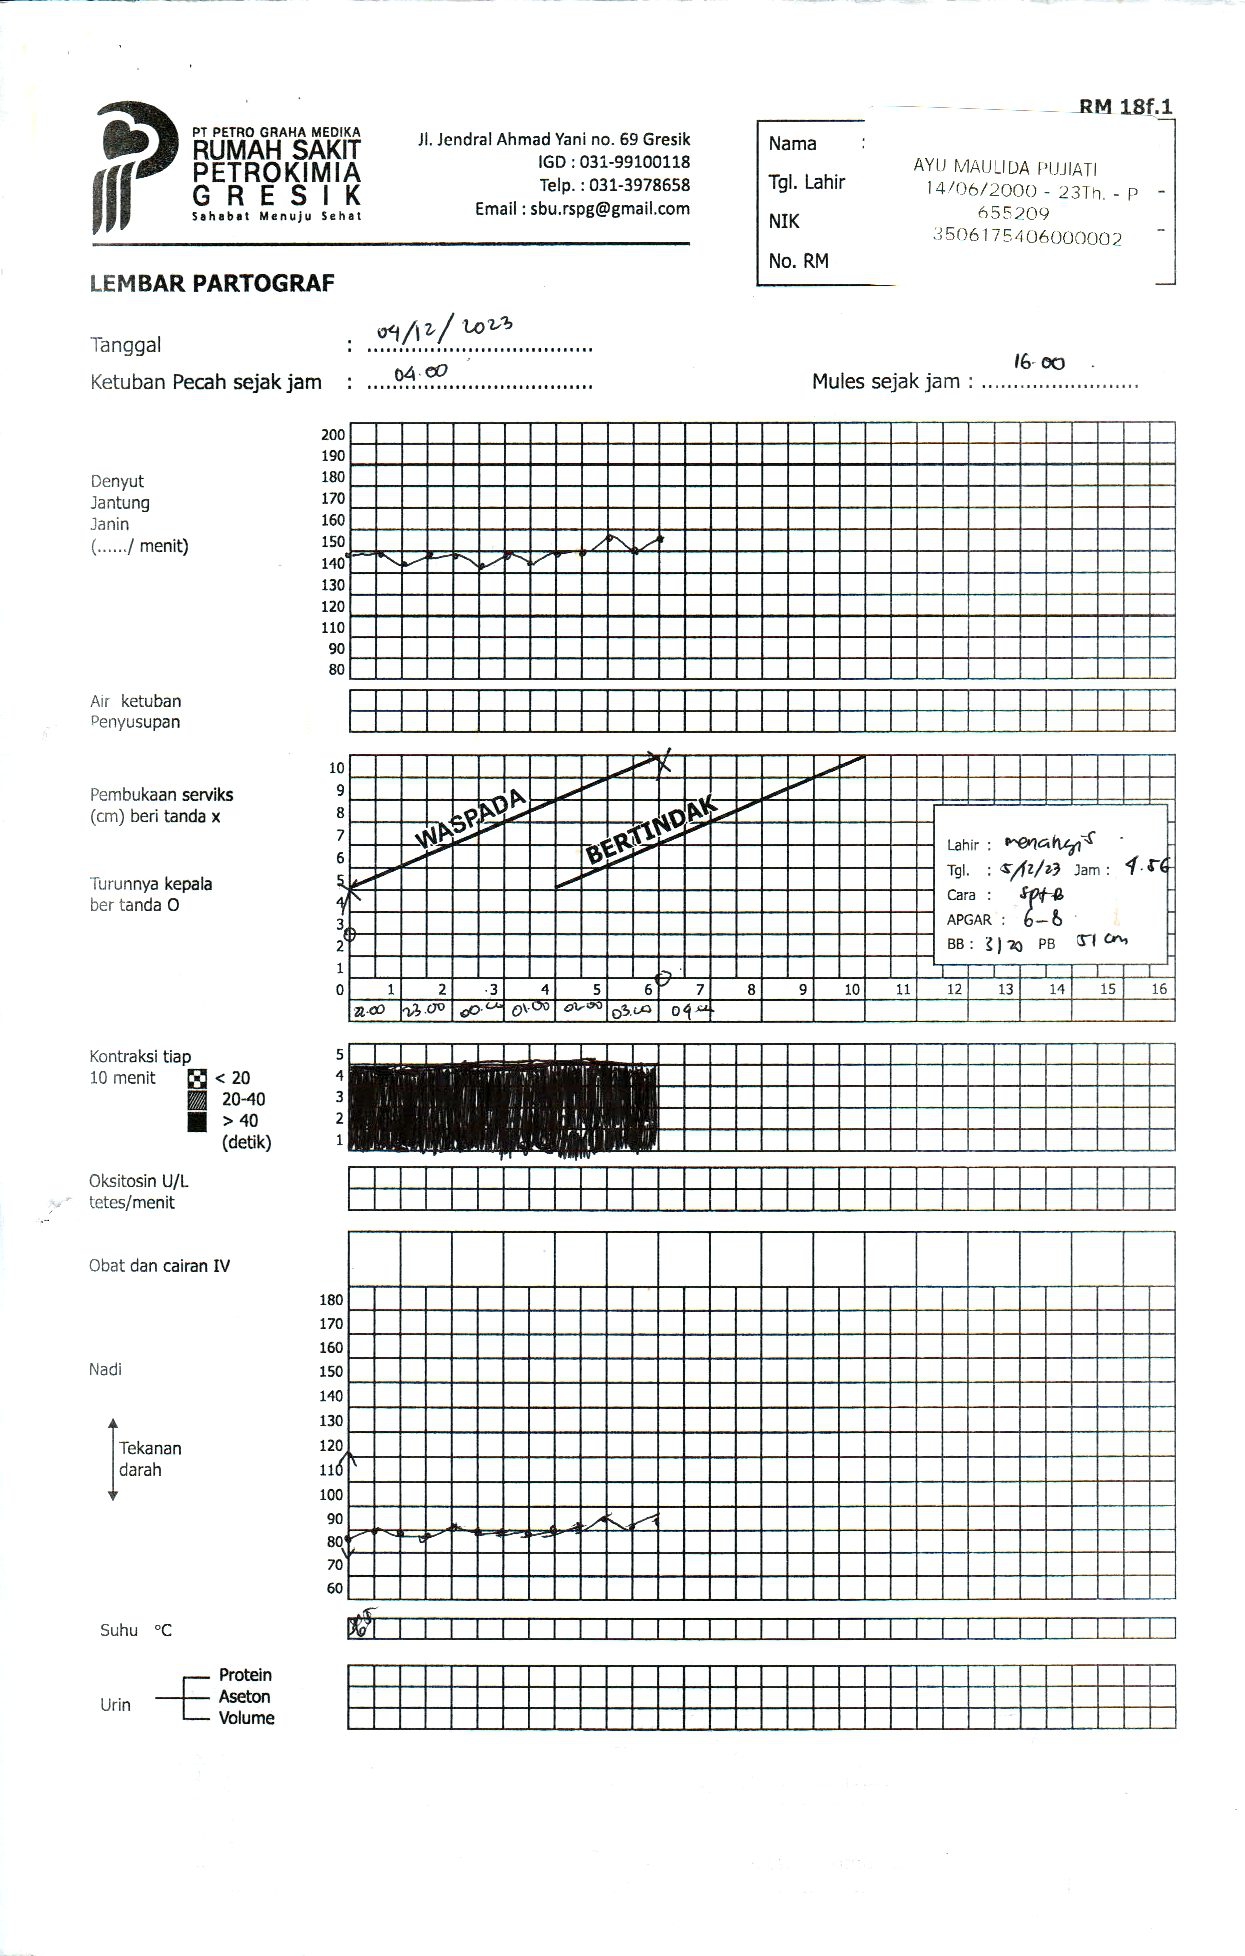 RM 18f.1
PT PETRO GRAHA MEDIKA
RUMAH SAKIT
PETROKIMIA
GRESIK
Sahabat Menuju Sehat
Jl. Jendral Ahmad Yani no. 69 Gresik
IGD : 031-99100118
Telp. : 031-3978658
Email : sbu.rspg@gmail.com
Nama :
Tgl. Lahir
NIK
No. RM
AYU MAULIDA PUJIATI
14/06/2000 - 23Th. - P
655209
3506175406000002
LEMBAR PARTOGRAF
Tanggal : 04/12/2023
Ketuban Pecah sejak jam : 04.00
Mules sejak jam : 16.00
Denyut
Jantung
Janin
(....../ menit)
200
190
180
170
160
150
140
130
120
110
90
80
Air ketuban
Penyusupan
Pembukaan serviks
(cm) beri tanda x
Turunnya kepala
ber tanda O
10
9
8
7
6
5
4
3
2
1
0 1 2 3 4 5 6 7 8 9 10 11 12 13 14 15 16
WASPADA
BERTINDAK
22.00 23.00 00.00 01.00 02.00 03.00 04.00
Lahir : menangis
Tgl. : 5/12/23 Jam : 4.56
Cara : Spt B
APGAR : 6-8
BB : 3120 PB 51 cm
Kontraksi tiap
10 menit < 20
20-40
> 40
(detik)
5
4
3
2
1
Oksitosin U/L
tetes/menit
Obat dan cairan IV
Nadi
Tekanan
darah
180
170
160
150
140
130
120
110
100
90
80
70
60
Suhu °C
Urin
Protein
Aseton
Volume